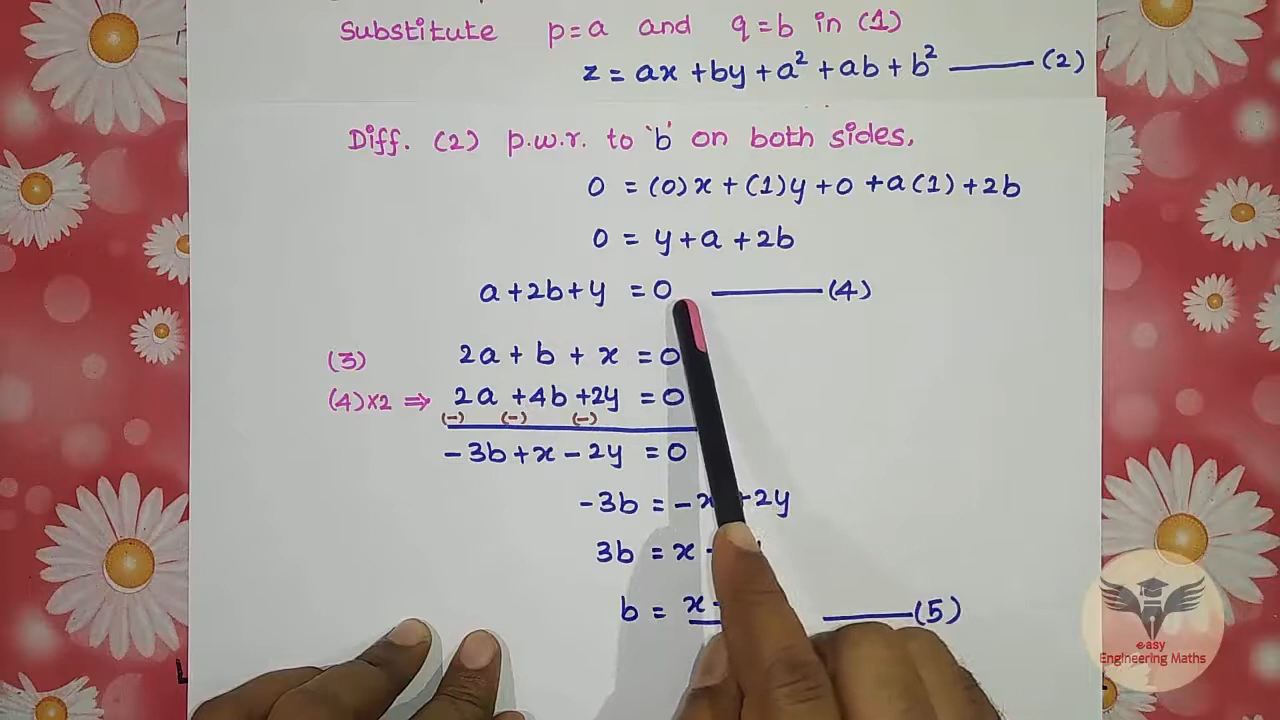 Substitute p=a and q=b in (1)
z = ax + by + a² + ab + b² —— (2)
Diff. (2) p.w.r. to 'b' on both sides.
0 = (0)x + (1)y + 0 + a(1) + 2b
0 = y + a + 2b
a + 2b + y = 0 —— (4)
(3) 2a + b + x = 0
(4)×2 ⇒ 2a + 4b + 2y = 0
(-) (-) (-)
-3b + x - 2y = 0
-3b = -x + 2y
3b = x -
b = x —— (5)
easy
Engineering Maths